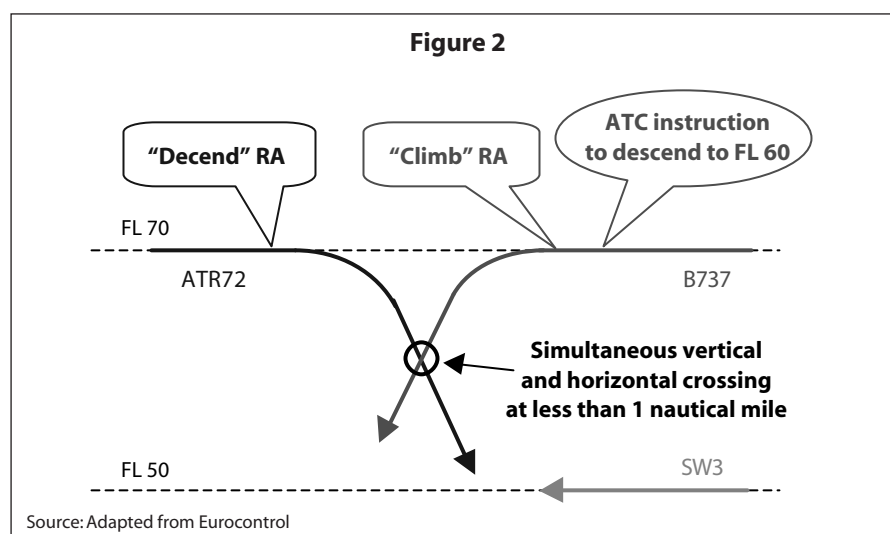 Figure 2
“Decend” RA
“Climb” RA
ATC instruction
to descend to FL 60
FL 70
ATR72
B737
Simultaneous vertical
and horizontal crossing
at less than 1 nautical mile
FL 50
SW3
Source: Adapted from Eurocontrol